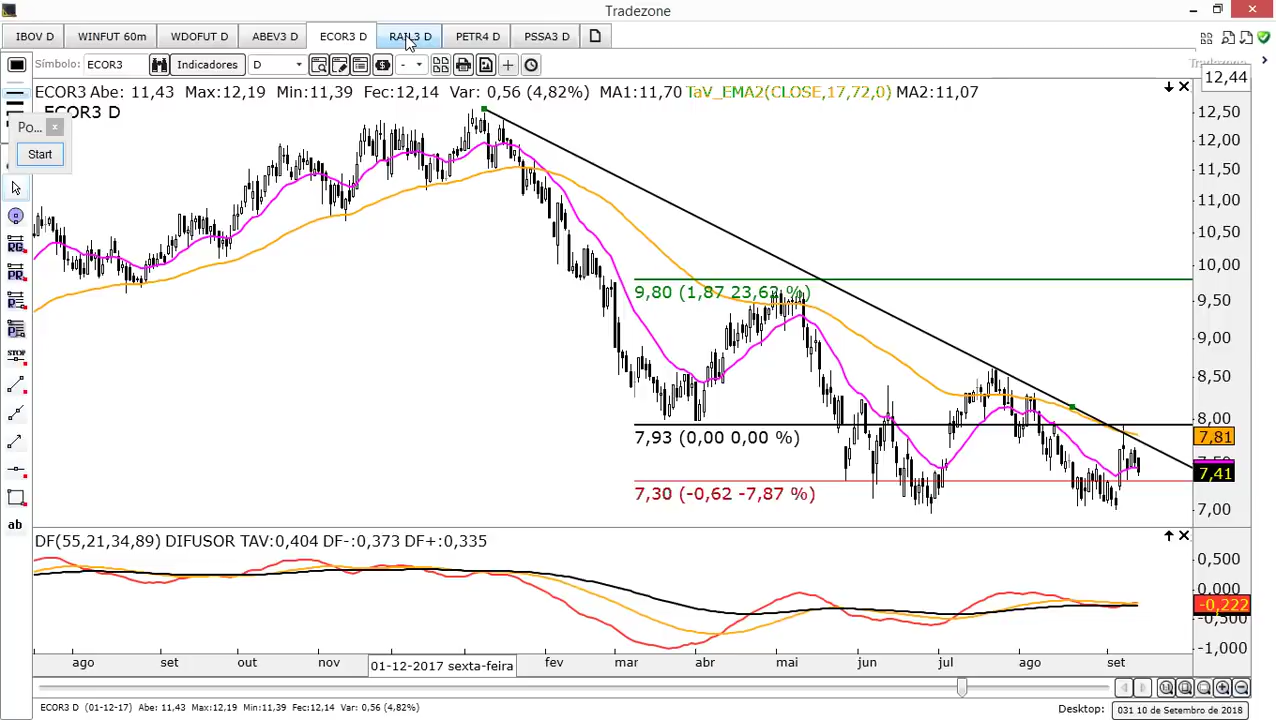 Tradezone
IBOV D
WINFUT 60m
WDOFUT D
ABEV3 D
ECOR3 D
PETR4 D
PSSA3 D
Símbolo: ECOR3
Indicadores
D
-
ECOR3 Abe: 11,43 Max:12,19 Min:11,39 Fec:12,14 Var: 0,56 (4,82%) MA1:11,70 TaV_EMA2(CLOSE,17,72,0) MA2:11,07
ECOR3 D
Po... x
Start
RG
PR
R
P
STOP
ab
12,44
12,50
12,00
11,50
11,00
10,50
10,00
9,50
9,00
8,50
8,00
7,81
7,41
7,00
9,80 (1,87 23,62 %)
7,93 (0,00 0,00 %)
7,30 (-0,62 -7,87 %)
DF(55,21,34,89) DIFUSOR TAV:0,404 DF-:0,373 DF+:0,335
0,500
0,000
-0,222
-0,500
-1,000
ago set out nov 01-12-2017 sexta-feira fev mar abr mai jun jul ago set
ECOR3 D (01-12-17) Abe: 11,43 Max:12,19 Min:11,39 Fec:12,14 Var: 0,56 (4,82%)
Desktop: 031 10 de Setembro de 2018